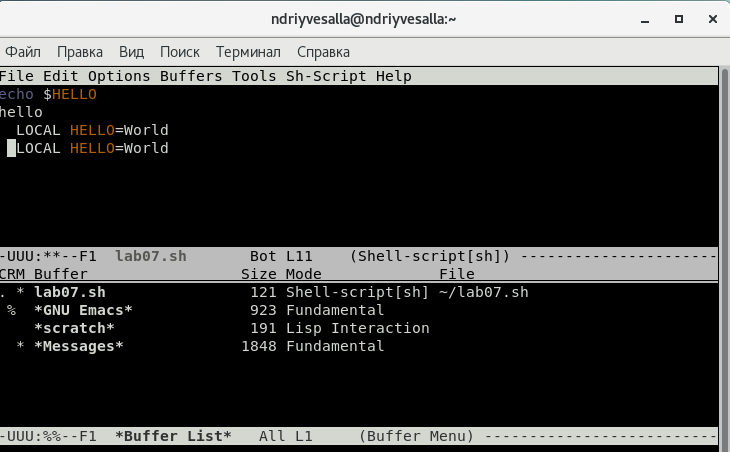 ndriyvesalla@ndriyvesalla:~
Файл Правка Вид Поиск Терминал Справка
File Edit Options Buffers Tools Sh-Script Help
echo $HELLO
hello
LOCAL HELLO=World
LOCAL HELLO=World
-UUU:**--F1 lab07.sh Bot L11 (Shell-script[sh]) ----------------------
CRM Buffer Size Mode File
. * lab07.sh 121 Shell-script[sh] ~/lab07.sh
% *GNU Emacs* 923 Fundamental
*scratch* 191 Lisp Interaction
* *Messages* 1848 Fundamental
-UUU:%%--F1 *Buffer List* All L1 (Buffer Menu) --------------------------